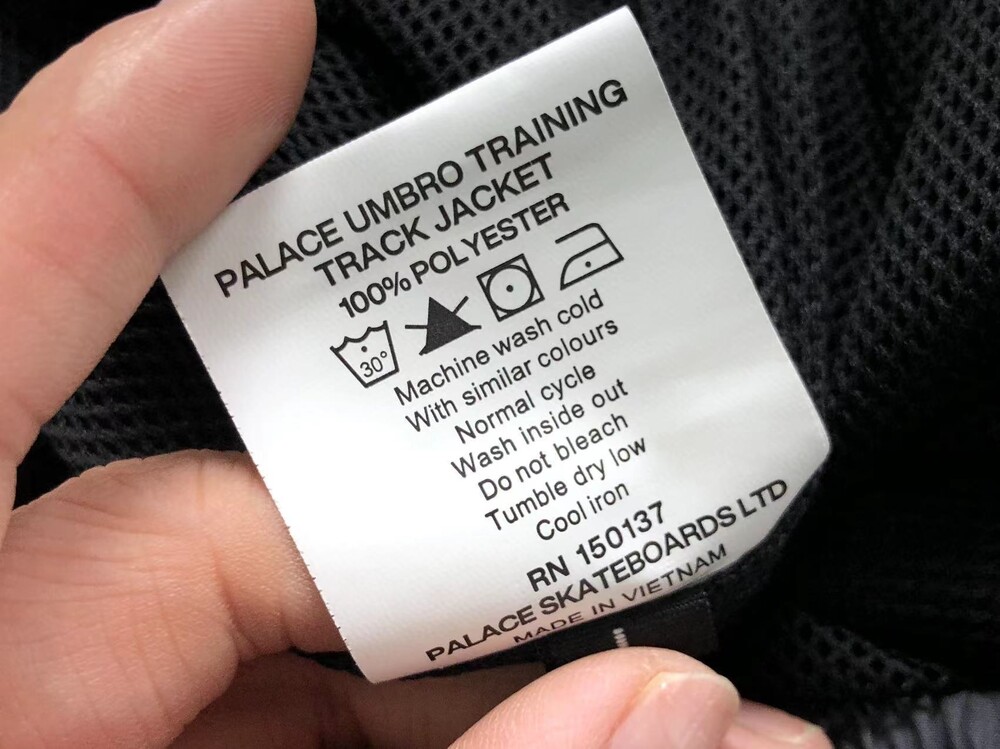 PALACE UMBRO TRAINING
TRACK JACKET
100% POLYESTER
30°
Machine wash cold
With similar colours
Normal cycle
Wash inside out
Do not bleach
Tumble dry low
Cool iron
RN 150137
PALACE SKATEBOARDS LTD
MADE IN VIETNAM